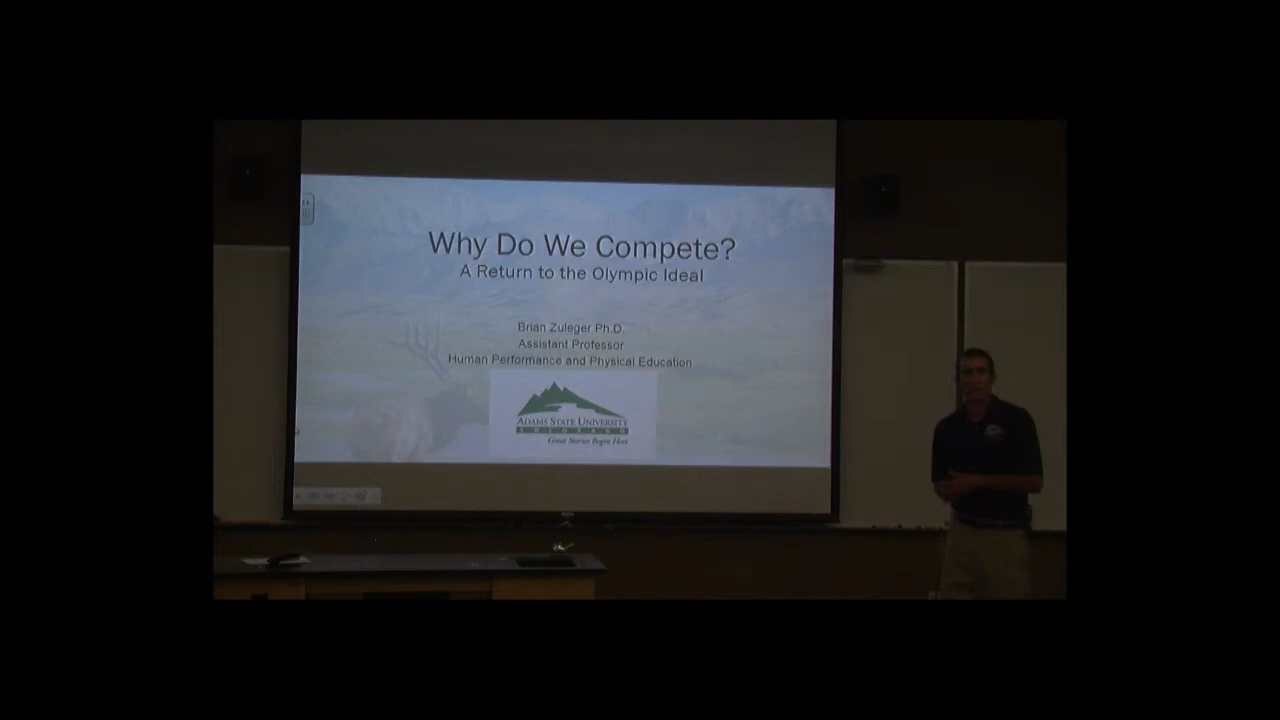 Why Do We Compete?
A Return to the Olympic Ideal
Brian Zuleger Ph.D.
Assistant Professor
Human Performance and Physical Education
ADAMS STATE UNIVERSITY
COLORADO
Great Stories Begin Here